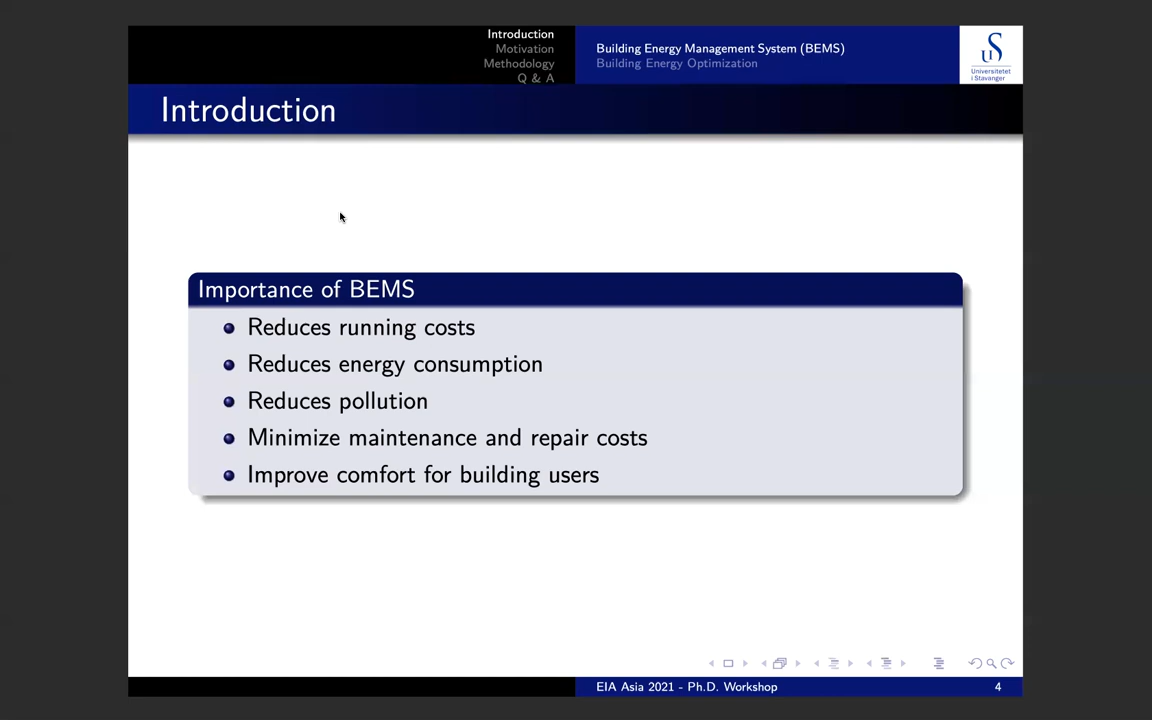 Introduction
Motivation
Methodology
Q & A
Building Energy Management System (BEMS)
Building Energy Optimization
Universitetet
i Stavanger
Introduction
Importance of BEMS
Reduces running costs
Reduces energy consumption
Reduces pollution
Minimize maintenance and repair costs
Improve comfort for building users
EIA Asia 2021 - Ph.D. Workshop
4